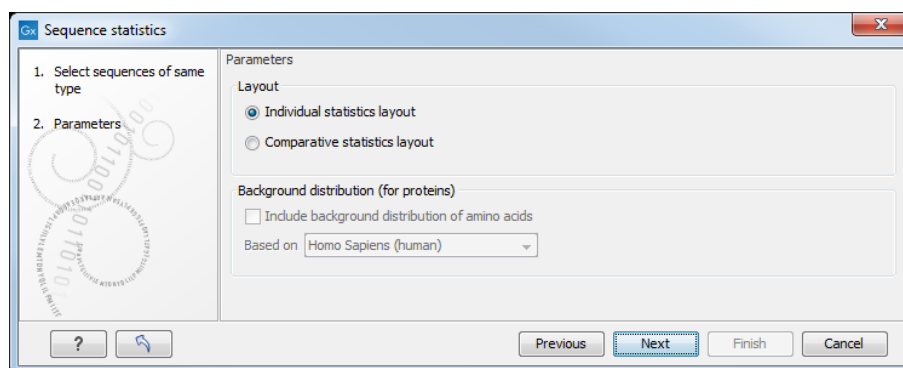 Gx Sequence statistics
1. Select sequences of same
type
2. Parameters
Parameters
Layout
Individual statistics layout
Comparative statistics layout
Background distribution (for proteins)
Include background distribution of amino acids
Based on Homo Sapiens (human)
? Previous Next Finish Cancel